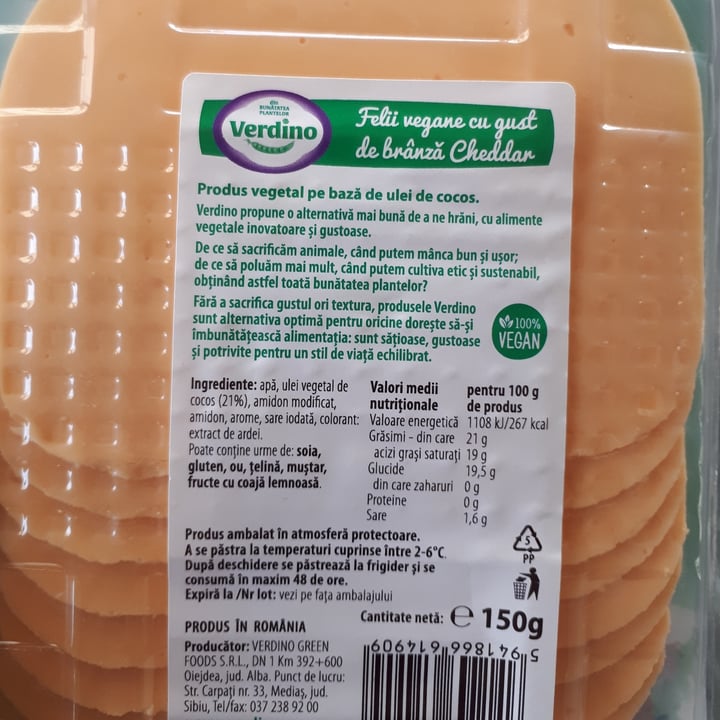 din
BUNĂTATEA
PLANTELOR
Verdino
Felii vegane cu gust
de brânză Cheddar
Produs vegetal pe bază de ulei de cocos.
Verdino propune o alternativă mai bună de a ne hrăni, cu alimente
vegetale inovatoare și gustoase.
De ce să sacrificăm animale, când putem mânca bun și ușor;
de ce să poluăm mai mult, când putem cultiva etic și sustenabil,
obținând astfel toată bunătatea plantelor?
Fără a sacrifica gustul ori textura, produsele Verdino
sunt alternativa optimă pentru oricine dorește să-și
îmbunătățească alimentația: sunt sățioase, gustoase
și potrivite pentru un stil de viață echilibrat.
100%
VEGAN
Ingrediente: apă, ulei vegetal de
cocos (21%), amidon modificat,
amidon, arome, sare iodată, colorant:
extract de ardei.
Poate conține urme de: soia,
gluten, ou, țelină, muștar,
fructe cu coajă lemnoasă.
Valori medii pentru 100 g
nutriționale de produs
Valoare energetică 1108 kJ/267 kcal
Grăsimi - din care 21 g
acizi grași saturați 19 g
Glucide 19,5 g
din care zaharuri 0 g
Proteine 0 g
Sare 1,6 g
Produs ambalat în atmosferă protectoare.
A se păstra la temperaturi cuprinse între 2-6°C.
După deschidere se păstrează la frigider și se
consumă în maxim 48 de ore.
Expiră la /Nr lot: vezi pe fața ambalajului
5
PP
Cantitate netă: e 150g
PRODUS ÎN ROMÂNIA
Producător: VERDINO GREEN
FOODS S.R.L., DN 1 Km 392+600
Oiejdea, jud. Alba. Punct de lucru:
Str. Carpați nr. 33, Mediaș, jud.
Sibiu, Tel/fax: 037 238 92 00
5 941866 614909